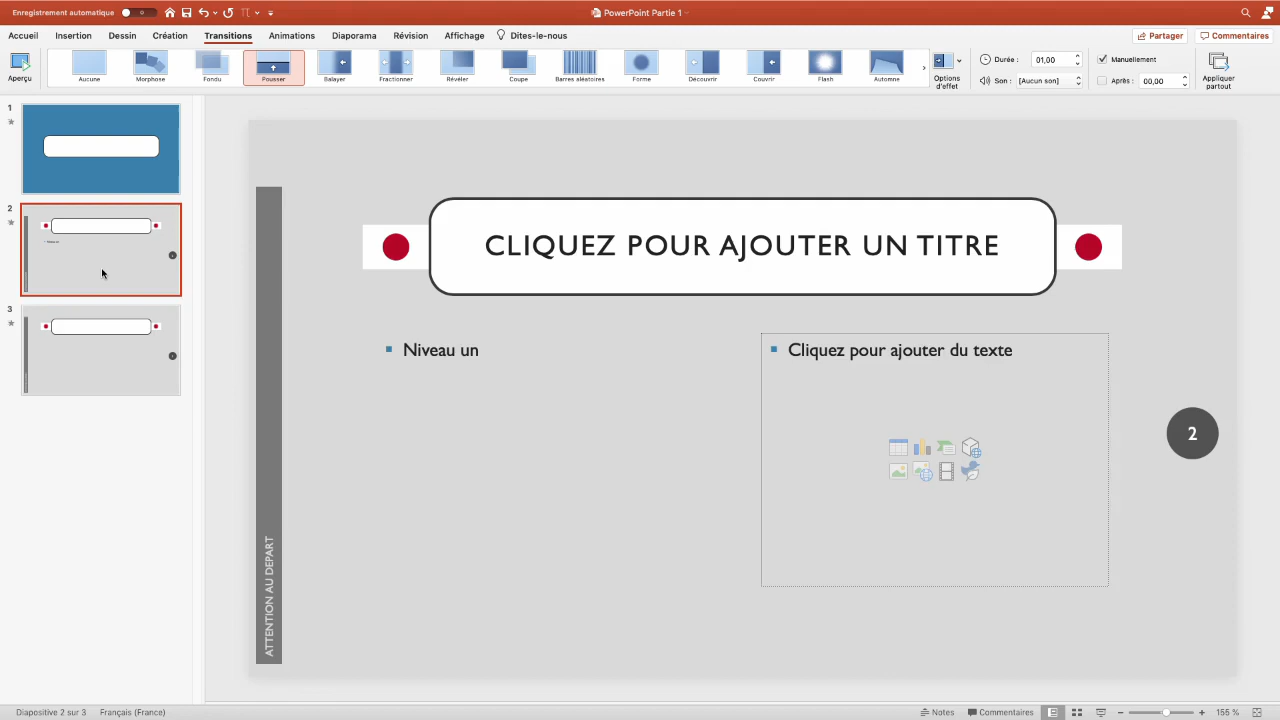 Enregistrement automatique
PowerPoint Partie 1
Accueil Insertion Dessin Création Transitions Animations Diaporama Révision Affichage Dites-le-nous
Partager Commentaires
Aperçu
Aucune Morphose Fondu Pousser Balayer Fractionner Révéler Coupe Barres aléatoires Forme Découvrir Couvrir Flash Automne
Options
d'effet
Durée : 01,00
Manuellement
Son : [Aucun son]
Après : 00,00
Appliquer
partout
1
2
3
CLIQUEZ POUR AJOUTER UN TITRE
Niveau un
Cliquez pour ajouter du texte
2
ATTENTION AU DEPART
Diapositive 2 sur 3 Français (France)
Notes Commentaires 155 %